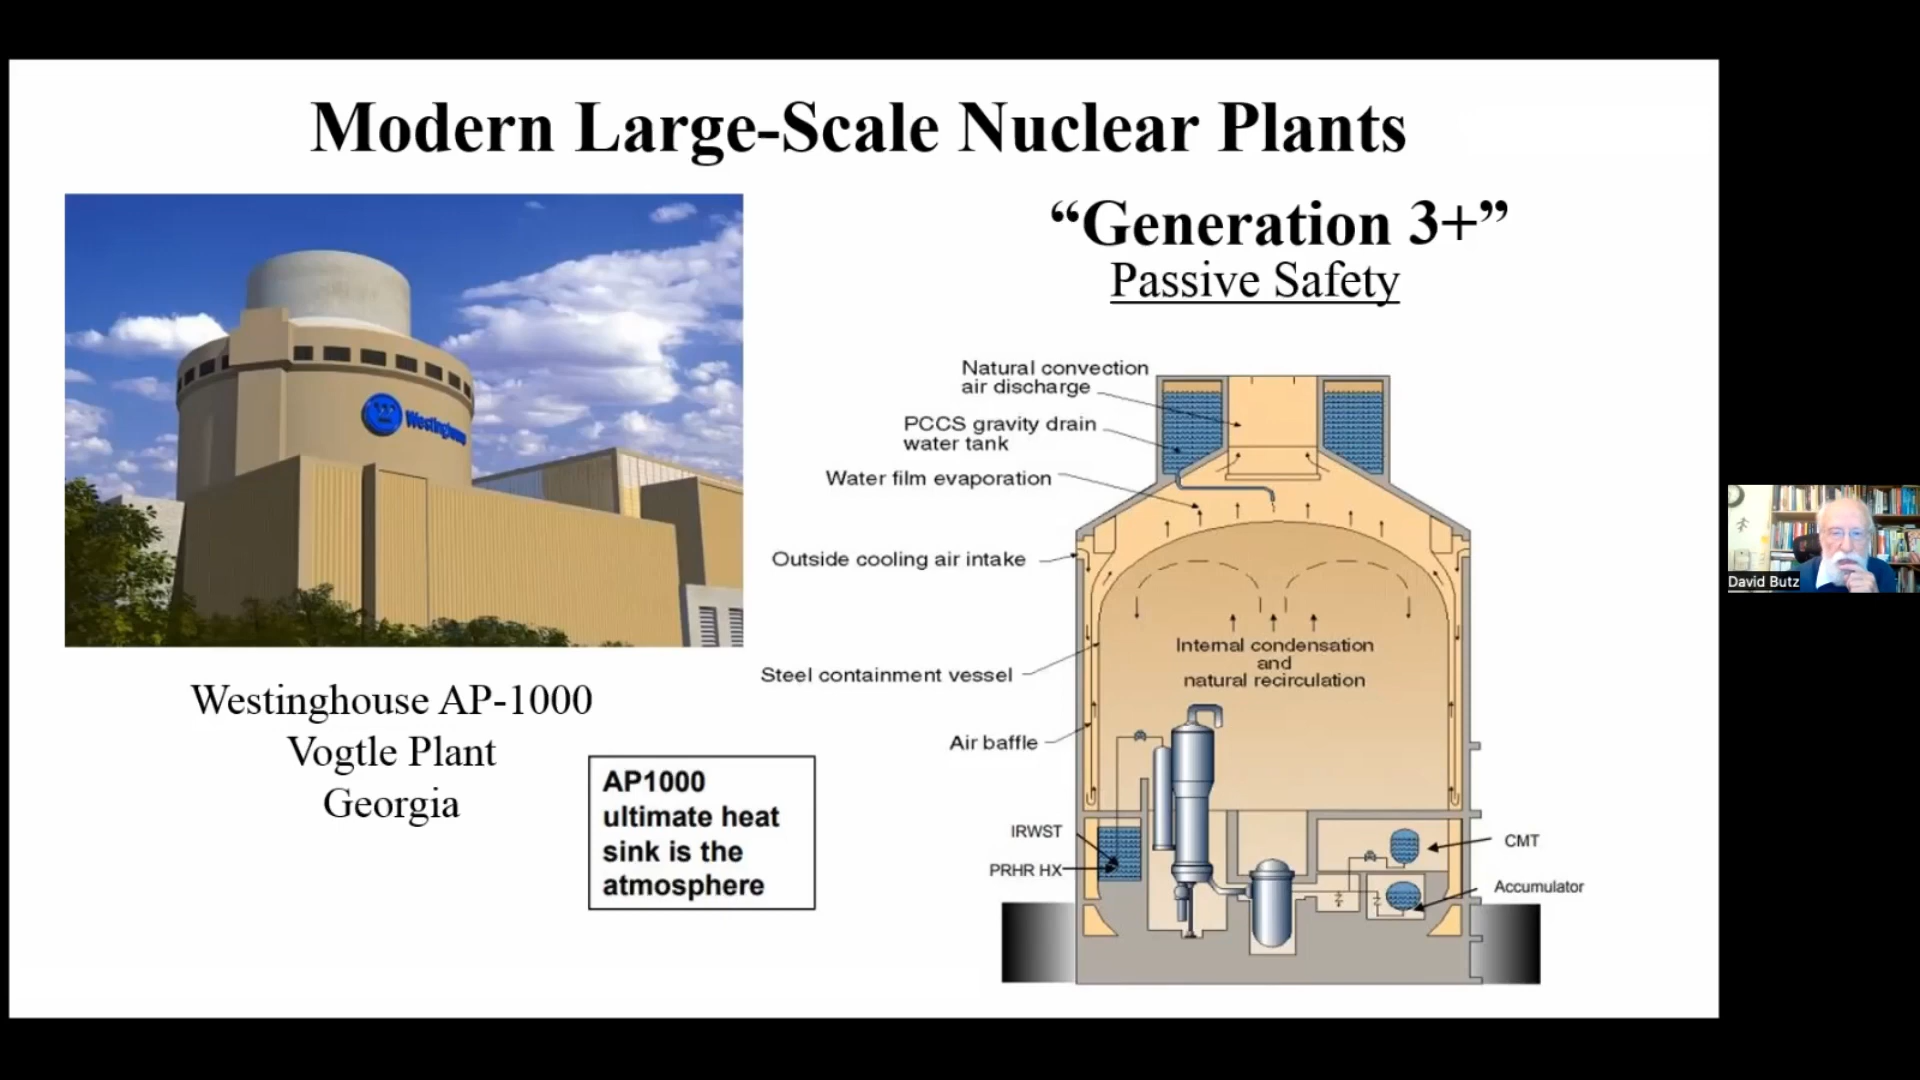 Modern Large-Scale Nuclear Plants
“Generation 3+”
Passive Safety
Westinghouse
Westinghouse AP-1000
Vogtle Plant
Georgia
AP1000
ultimate heat
sink is the
atmosphere
Natural convection
air discharge
PCCS gravity drain
water tank
Water film evaporation
Outside cooling air intake
Steel containment vessel
Internal condensation
and
natural recirculation
Air baffle
IRWST
PRHR HX
CMT
Accumulator
David Butz